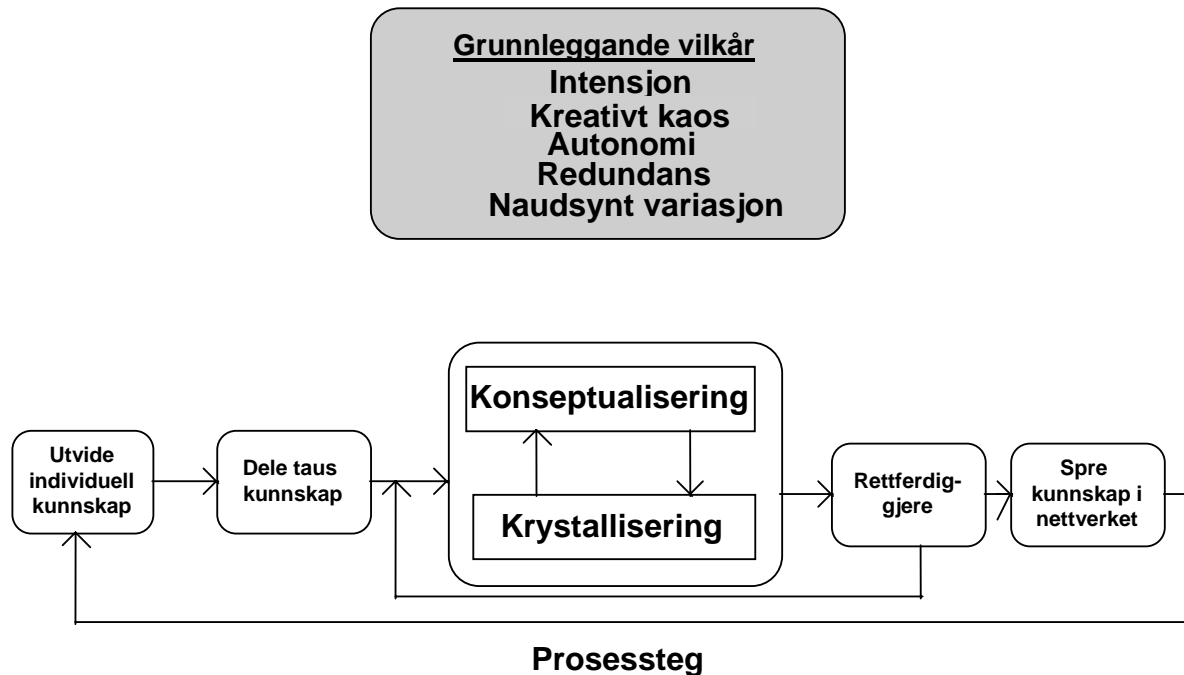 Grunnleggande vilkår
Intensjon
Kreativt kaos
Autonomi
Redundans
Naudsynt variasjon
Utvide
individuell
kunnskap
Dele taus
kunnskap
Konseptualisering
Krystallisering
Rettferdig-
gjere
Spre
kunnskap i
nettverket
Prosessteg